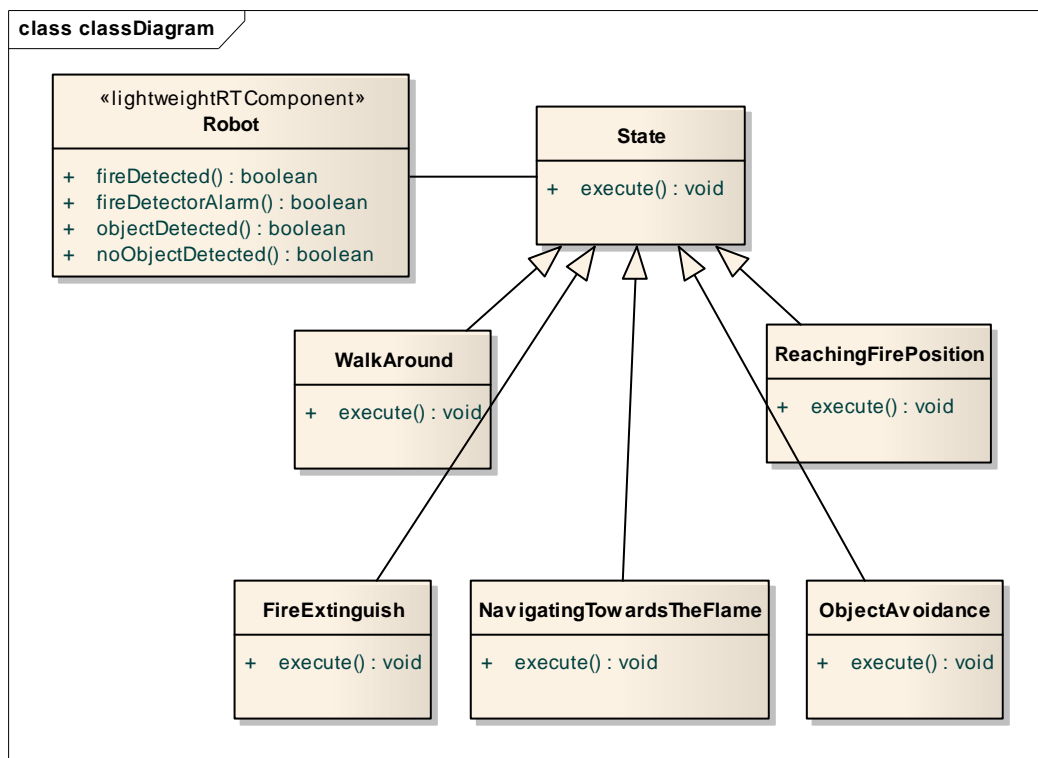 class classDiagram
«lightweightRTComponent»
Robot
+ fireDetected() : boolean
+ fireDetectorAlarm() : boolean
+ objectDetected() : boolean
+ noObjectDetected() : boolean
State
+ execute() : void
WalkAround
+ execute() : void
ReachingFirePosition
+ execute() : void
FireExtinguish
+ execute() : void
NavigatingTowardsTheFlame
+ execute() : void
ObjectAvoidance
+ execute() : void